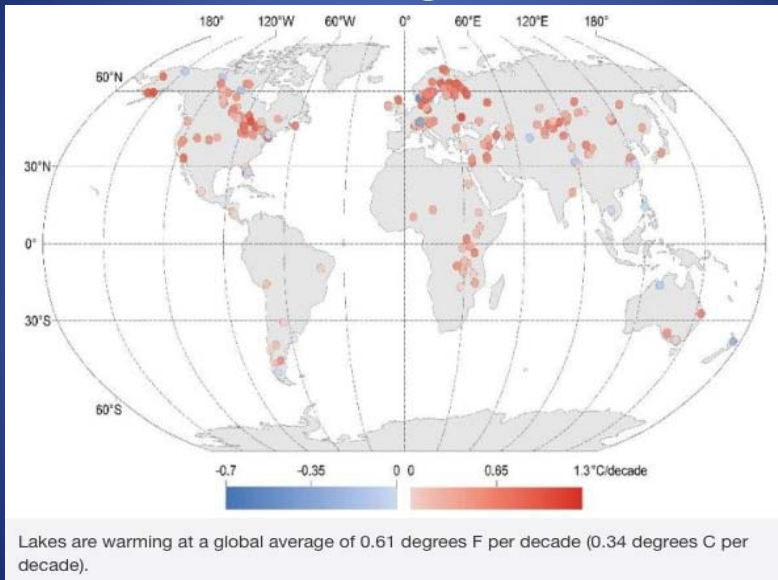 180° 120°W 60°W 0° 60°E 120°E 180°
60°N
30°N
0°
30°S
60°S
-0.7 -0.35 0 0 0.65 1.3°C/decade
Lakes are warming at a global average of 0.61 degrees F per decade (0.34 degrees C per
decade).